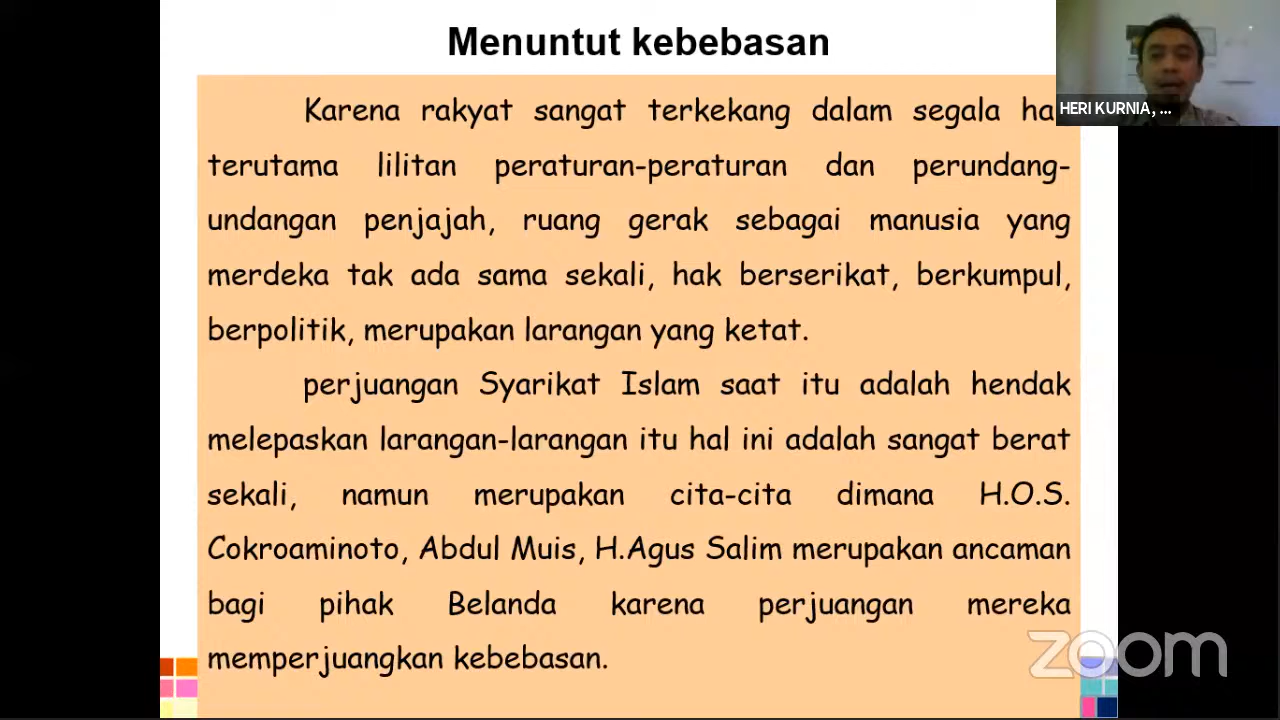 Menuntut kebebasan
Karena rakyat sangat terkekang dalam segala
terutama lilitan peraturan-peraturan dan perundang-
undangan penjajah, ruang gerak sebagai manusia yang
merdeka tak ada sama sekali, hak berserikat, berkumpul,
berpolitik, merupakan larangan yang ketat.
perjuangan Syarikat Islam saat itu adalah hendak
melepaskan larangan-larangan itu hal ini adalah sangat berat
sekali, namun merupakan cita-cita dimana H.O.S.
Cokroaminoto, Abdul Muis, H.Agus Salim merupakan ancaman
bagi pihak Belanda karena perjuangan mereka
memperjuangkan kebebasan.
HERI KURNIA, ...
zoom